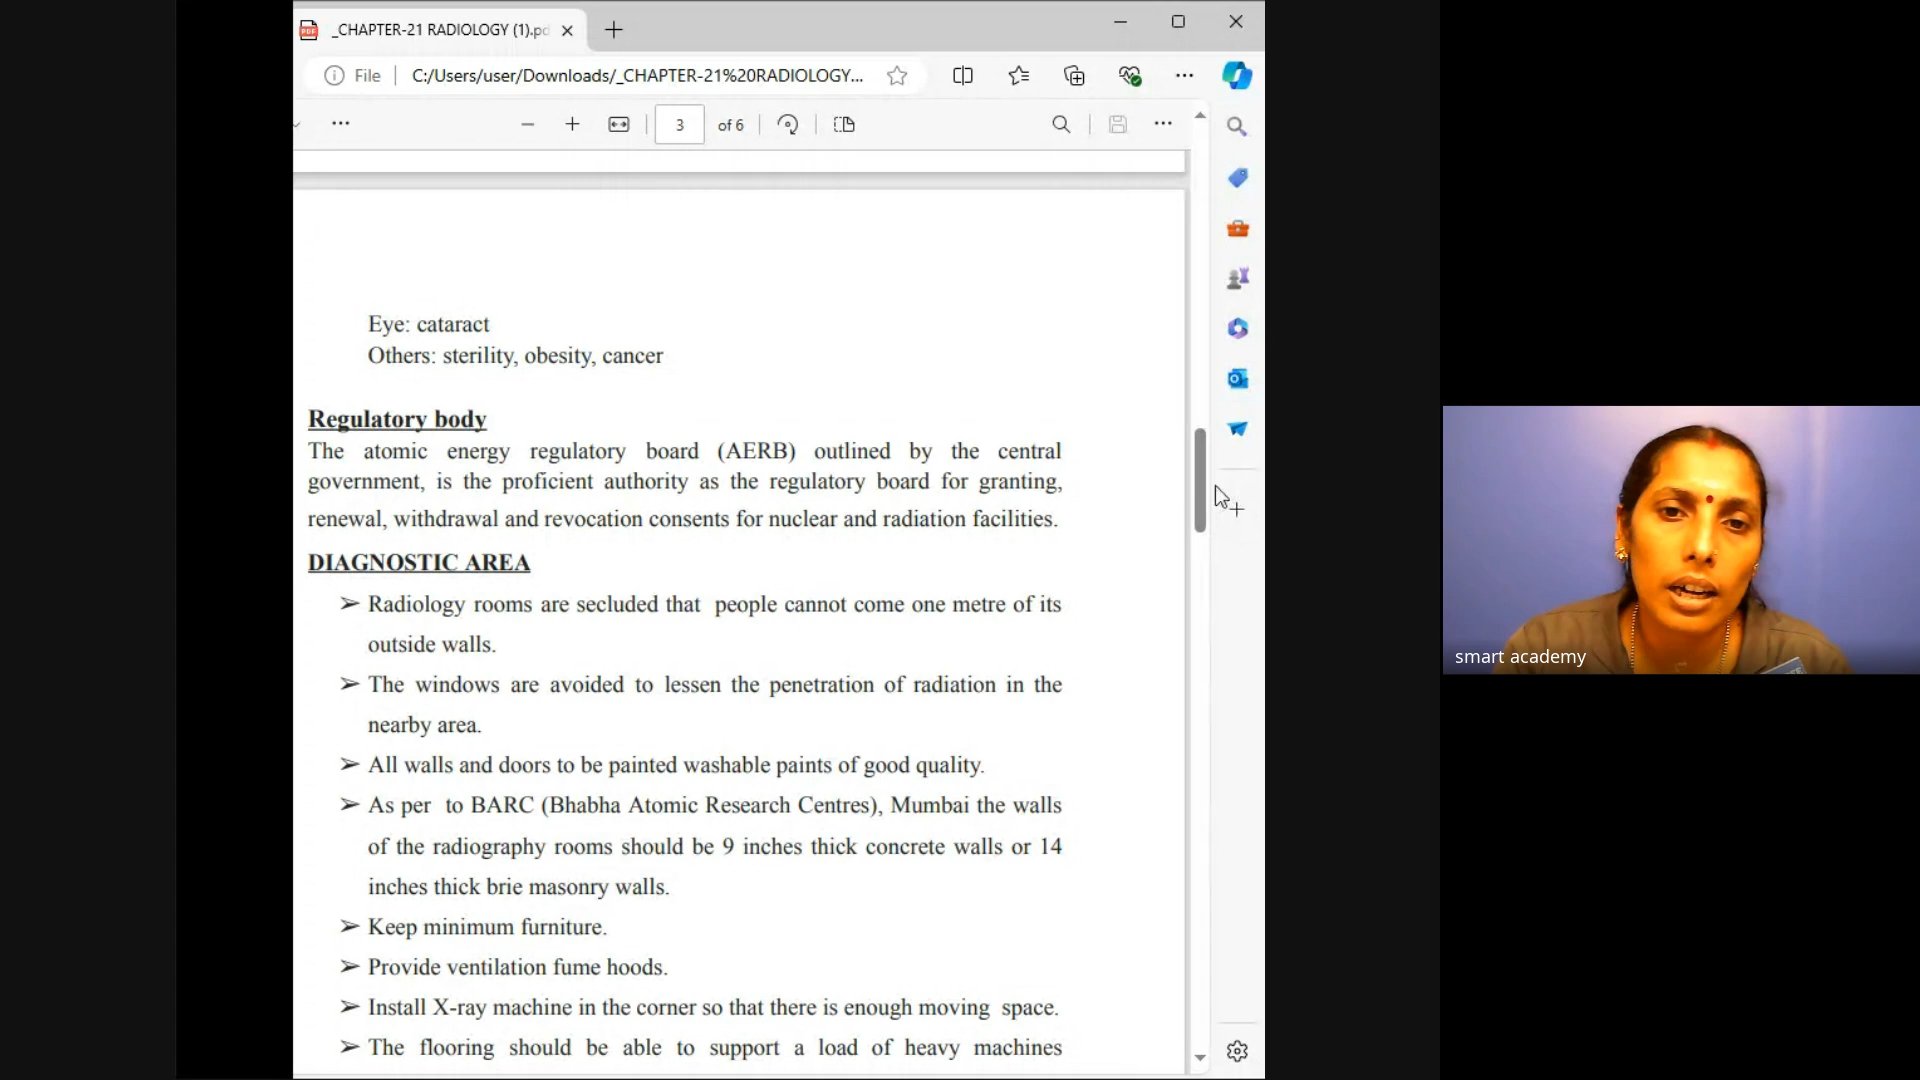 _CHAPTER-21 RADIOLOGY (1).pd
File
C:/Users/user/Downloads/_CHAPTER-21%20RADIOLOGY...
3 of 6
Eye: cataract
Others: sterility, obesity, cancer
Regulatory body
The atomic energy regulatory board (AERB) outlined by the central
government, is the proficient authority as the regulatory board for granting,
renewal, withdrawal and revocation consents for nuclear and radiation facilities.
DIAGNOSTIC AREA
➢ Radiology rooms are secluded that people cannot come one metre of its
outside walls.
➢ The windows are avoided to lessen the penetration of radiation in the
nearby area.
➢ All walls and doors to be painted washable paints of good quality.
➢ As per to BARC (Bhabha Atomic Research Centres), Mumbai the walls
of the radiography rooms should be 9 inches thick concrete walls or 14
inches thick brie masonry walls.
➢ Keep minimum furniture.
➢ Provide ventilation fume hoods.
➢ Install X-ray machine in the corner so that there is enough moving space.
➢ The flooring should be able to support a load of heavy machines
smart academy